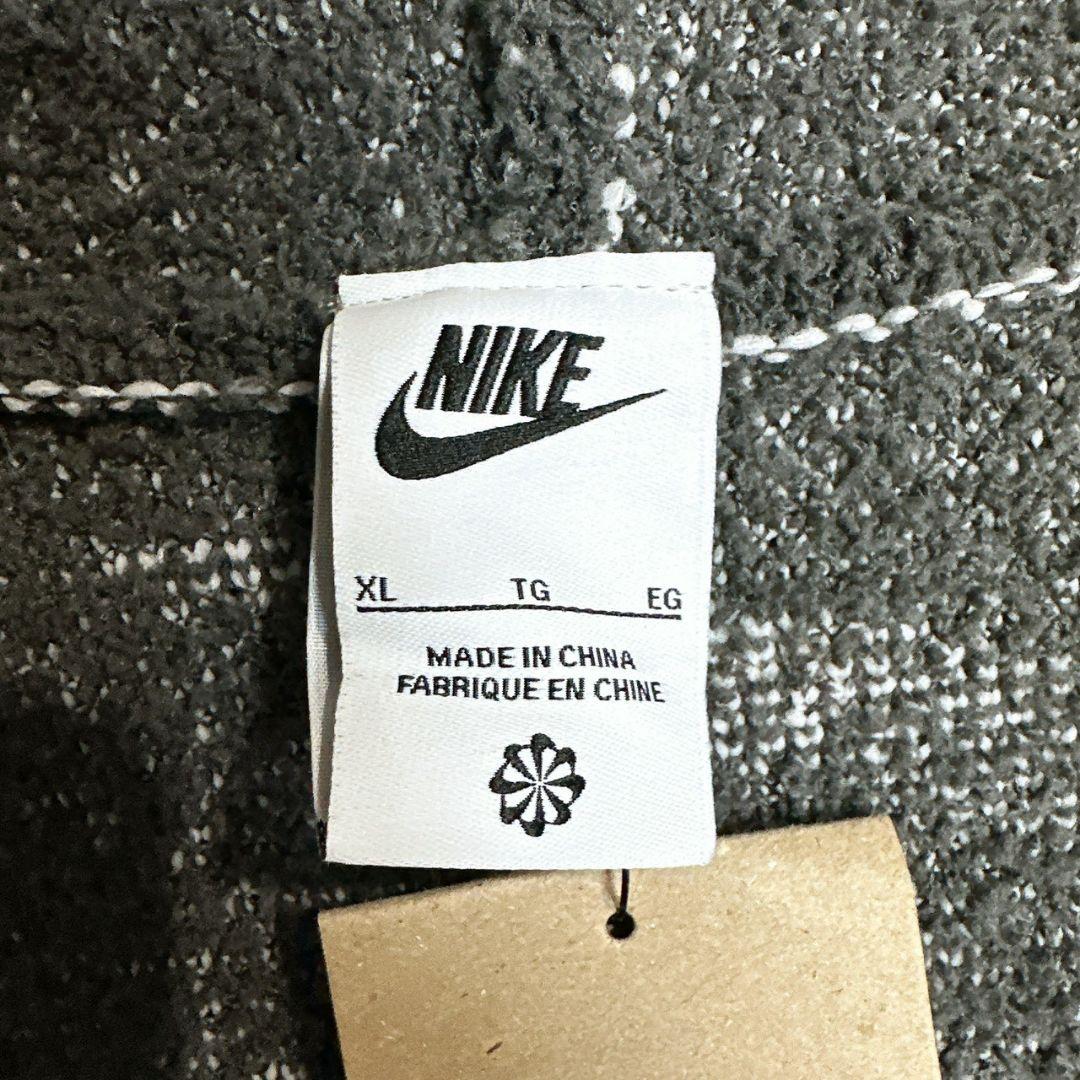 NIKE
XL TG EG
MADE IN CHINA
FABRIQUE EN CHINE